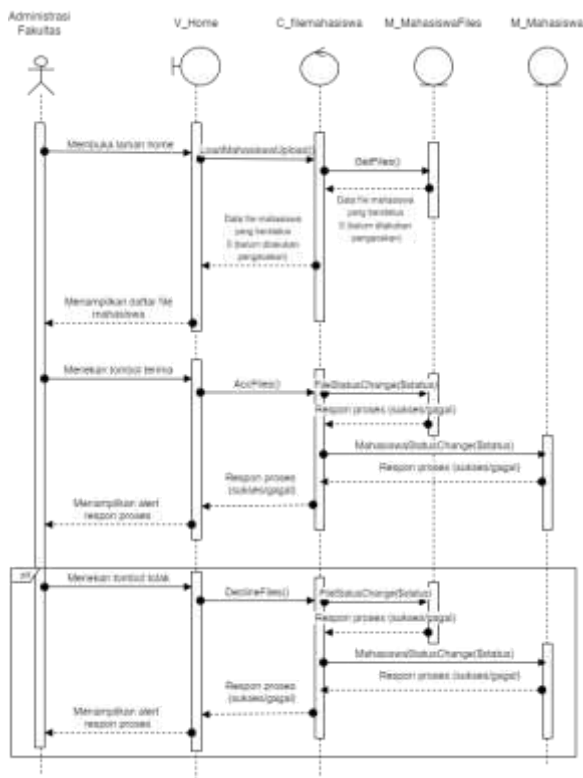 Administrasi
Fakultas
V_Home
C_filemahasiswa
M_MahasiswaFiles
M_Mahasiswa
Membuka laman home
LoadMahasiswaUpload()
GetFiles()
Data file mahasiswa
yang berstatus
0 (belum dilakukan
pengecekan)
Data file mahasiswa
yang berstatus
0 (belum dilakukan
pengecekan)
Menampilkan daftar file
mahasiswa
Menekan tombol terima
AccFiles()
FileStatusChange($status)
Respon proses (sukses/gagal)
MahasiswaStatusChange($status)
Respon proses (sukses/gagal)
Respon proses
(sukses/gagal)
Menampilkan alert
respon proses
Menekan tombol tolak
DeclineFiles()
FileStatusChange($status)
Respon proses (sukses/gagal)
MahasiswaStatusChange($status)
Respon proses (sukses/gagal)
Respon proses
(sukses/gagal)
Menampilkan alert
respon proses